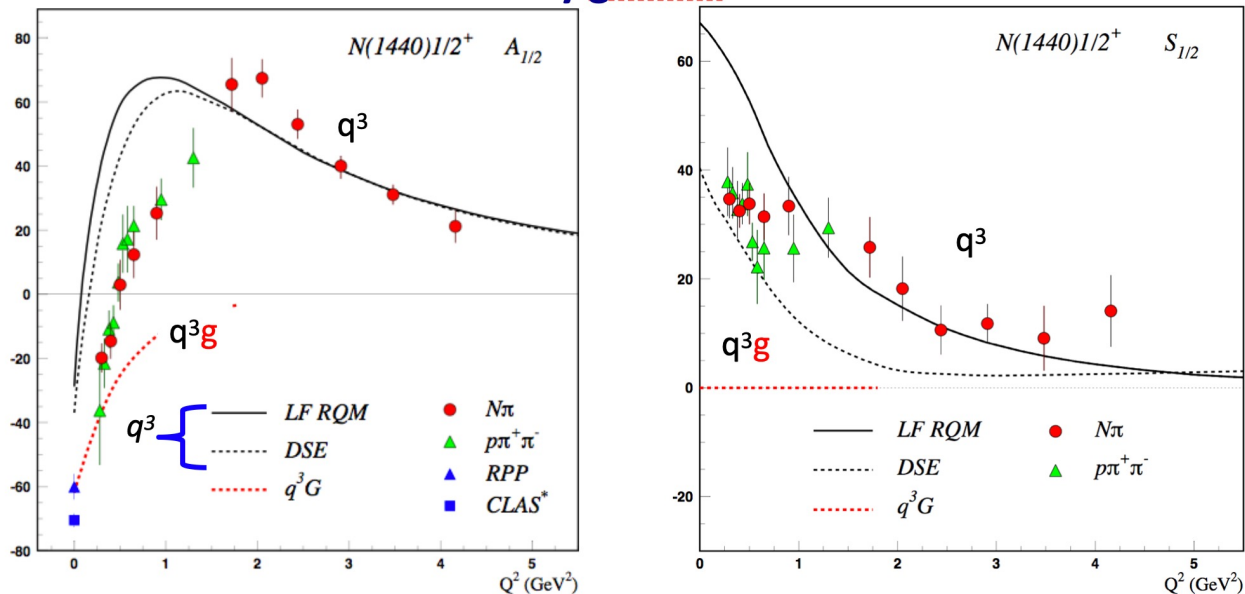 N(1440)1/2⁺ A₁/₂
80
60
40
20
0
-20
-40
-60
-80
q³
q³g
q³
LF RQM
DSE
q³G
Nπ
pπ⁺π⁻
RPP
CLAS*
0 1 2 3 4 5
Q² (GeV²)
N(1440)1/2⁺ S₁/₂
60
40
20
0
-20
q³
q³g
LF RQM
DSE
q³G
Nπ
pπ⁺π⁻
0 1 2 3 4 5
Q² (GeV²)